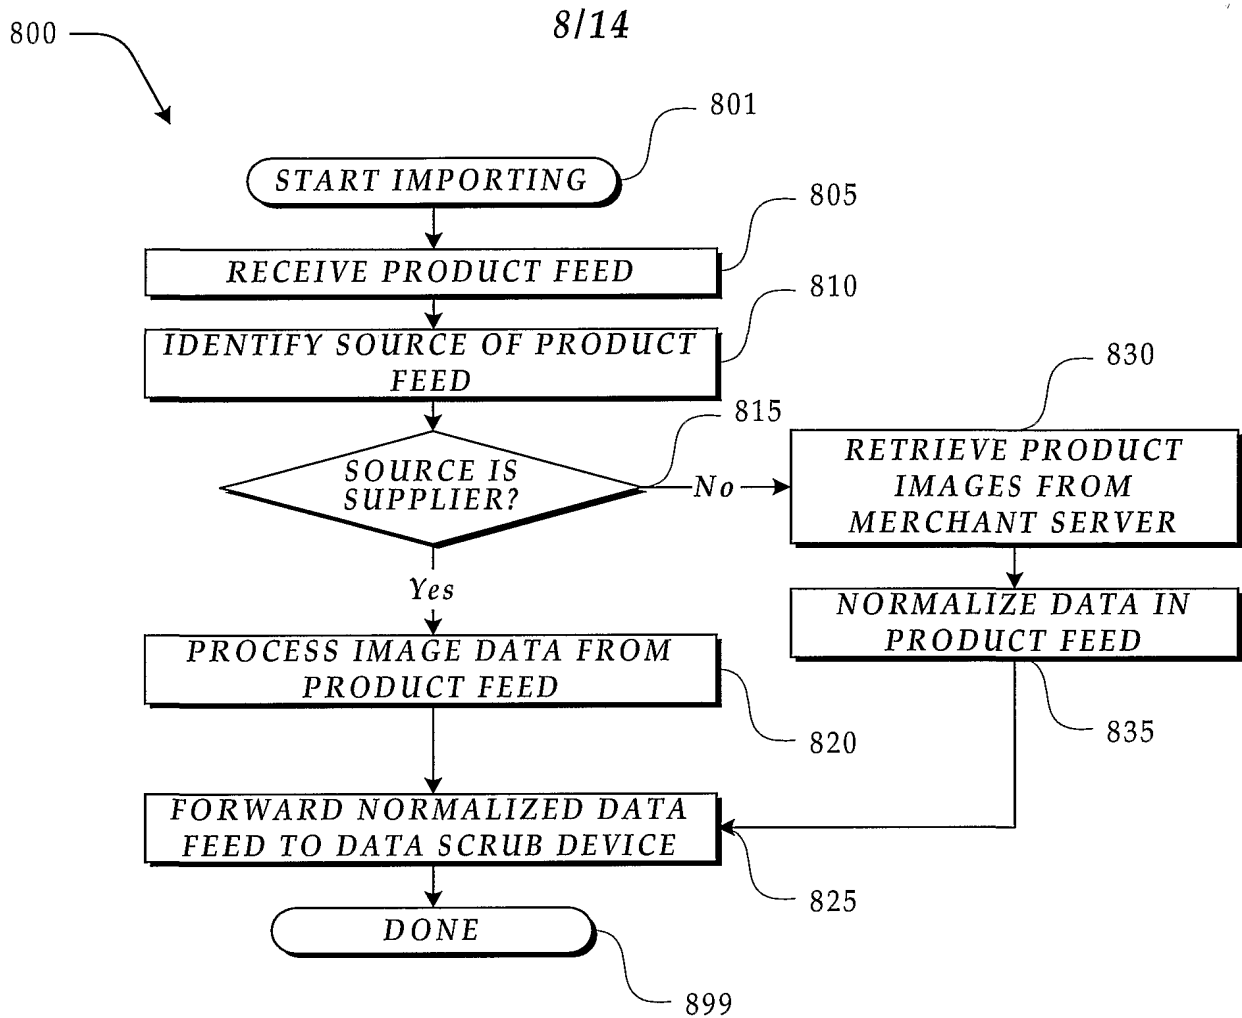 8/14
800
801
START IMPORTING
805
RECEIVE PRODUCT FEED
810
IDENTIFY SOURCE OF PRODUCT
FEED
815
SOURCE IS
SUPPLIER?
No
830
RETRIEVE PRODUCT
IMAGES FROM
MERCHANT SERVER
Yes
NORMALIZE DATA IN
PRODUCT FEED
835
PROCESS IMAGE DATA FROM
PRODUCT FEED
820
FORWARD NORMALIZED DATA
FEED TO DATA SCRUB DEVICE
825
DONE
899